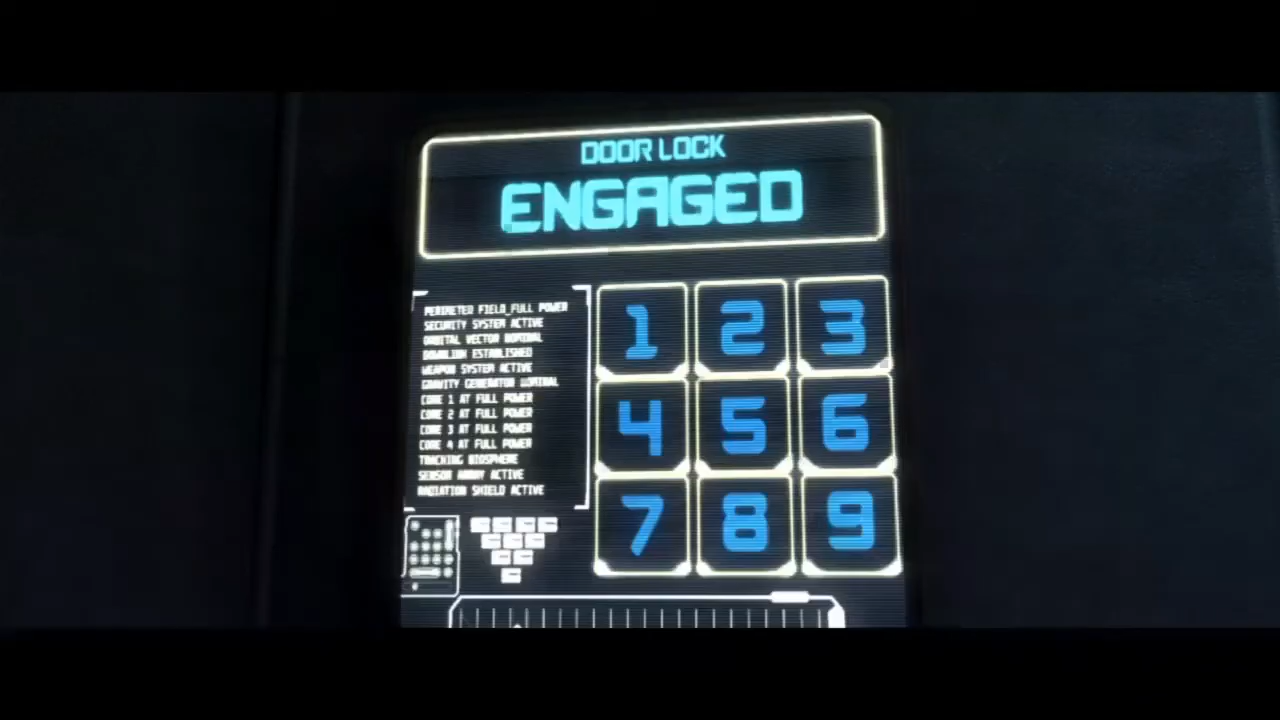 DOOR LOCK
ENGAGED
PERIMETER FIELD_FULL POWER
SECURITY SYSTEM ACTIVE
ORBITAL VECTOR NOMINAL
DOWNLINK ESTABLISHED
WEAPON SYSTEM ACTIVE
GRAVITY GENERATOR NOMINAL
CORE 1 AT FULL POWER
CORE 2 AT FULL POWER
CORE 3 AT FULL POWER
CORE 4 AT FULL POWER
TRACKING BIOSPHERE
SENSOR ARRAY ACTIVE
RADIATION SHIELD ACTIVE
1 2 3
4 5 6
7 8 9